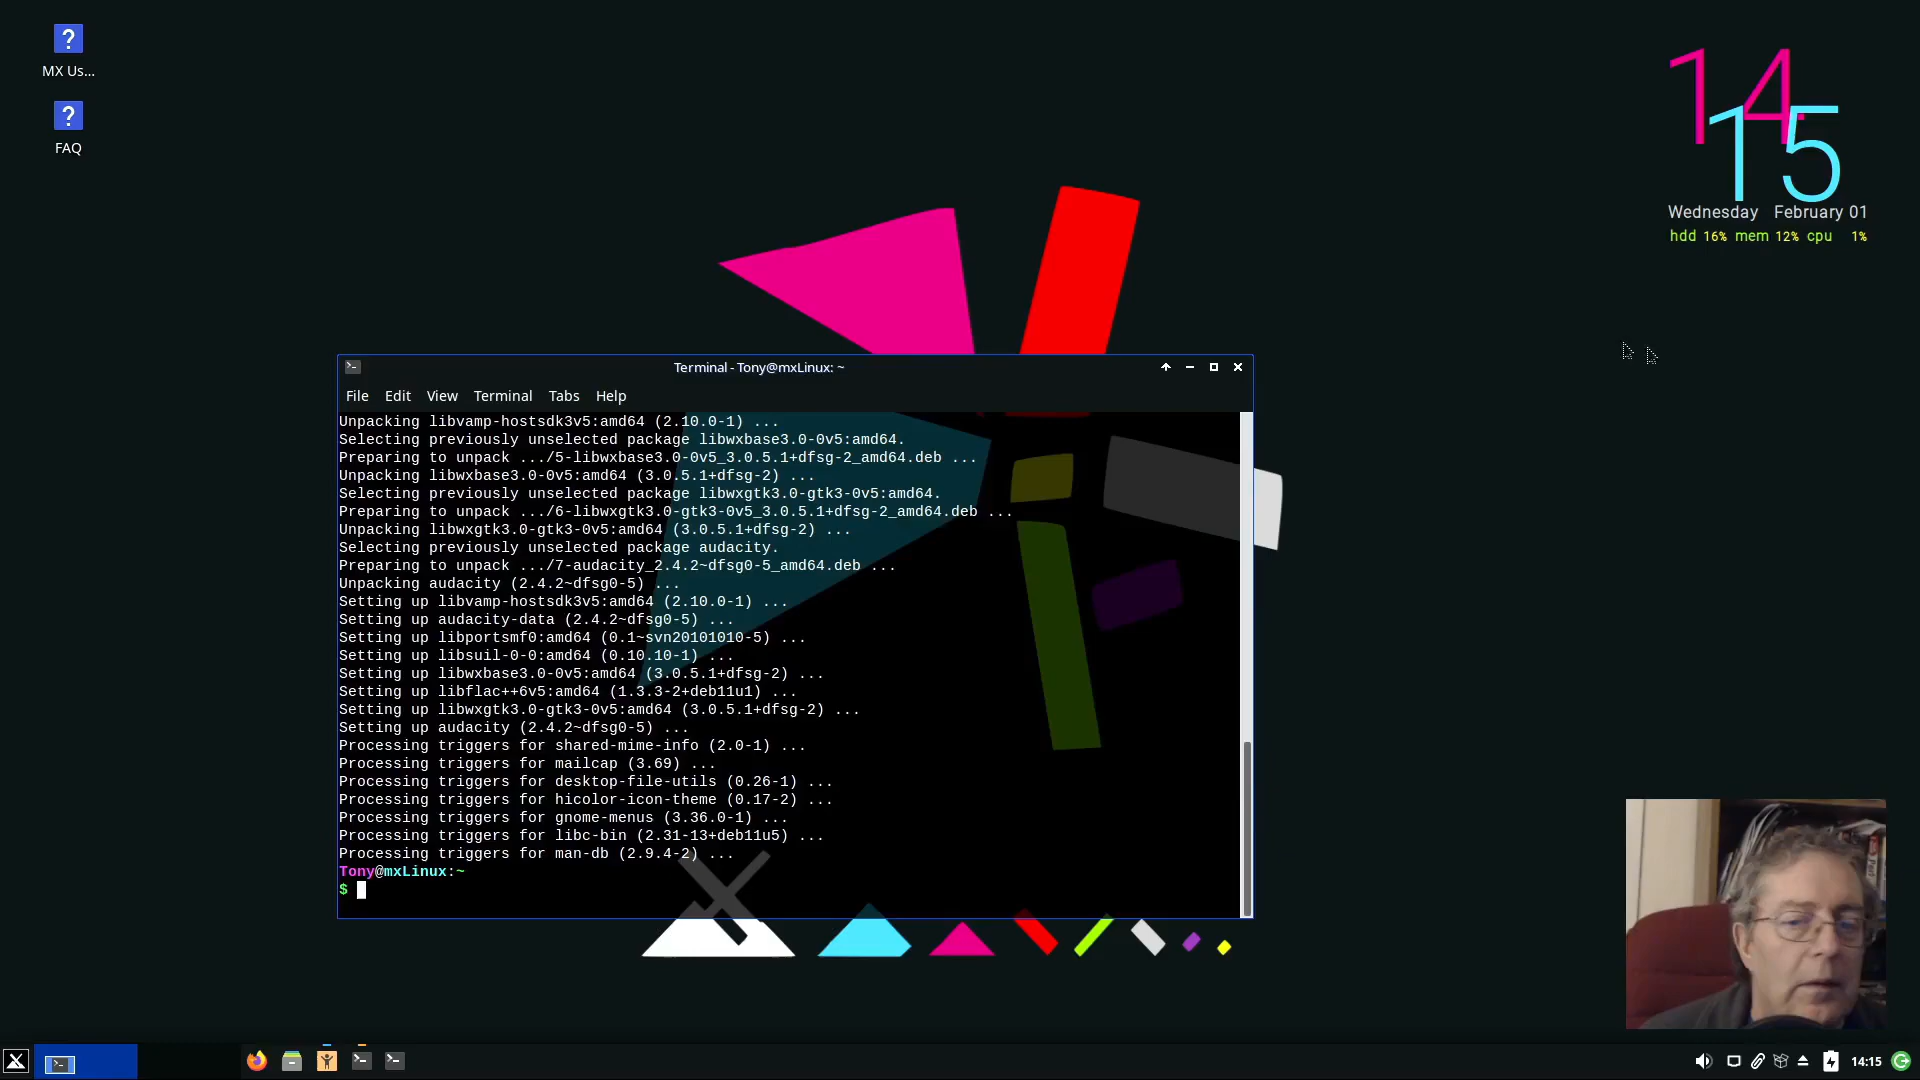 ?
MX Us...
?
FAQ
14
15
Wednesday February 01
hdd 16% mem 12% cpu 1%
Terminal - Tony@mxLinux: ~
File Edit View Terminal Tabs Help
Unpacking libvamp-hostsdk3v5:amd64 (2.10.0-1) ...
Selecting previously unselected package libwxbase3.0-0v5:amd64.
Preparing to unpack .../5-libwxbase3.0-0v5_3.0.5.1+dfsg-2_amd64.deb ...
Unpacking libwxbase3.0-0v5:amd64 (3.0.5.1+dfsg-2) ...
Selecting previously unselected package libwxgtk3.0-gtk3-0v5:amd64.
Preparing to unpack .../6-libwxgtk3.0-gtk3-0v5_3.0.5.1+dfsg-2_amd64.deb ...
Unpacking libwxgtk3.0-gtk3-0v5:amd64 (3.0.5.1+dfsg-2) ...
Selecting previously unselected package audacity.
Preparing to unpack .../7-audacity_2.4.2~dfsg0-5_amd64.deb ...
Unpacking audacity (2.4.2~dfsg0-5) ...
Setting up libvamp-hostsdk3v5:amd64 (2.10.0-1) ...
Setting up audacity-data (2.4.2~dfsg0-5) ...
Setting up libportsmf0:amd64 (0.1~svn20101010-5) ...
Setting up libsuil-0-0:amd64 (0.10.10-1) ...
Setting up libwxbase3.0-0v5:amd64 (3.0.5.1+dfsg-2) ...
Setting up libflac++6v5:amd64 (1.3.3-2+deb11u1) ...
Setting up libwxgtk3.0-gtk3-0v5:amd64 (3.0.5.1+dfsg-2) ...
Setting up audacity (2.4.2~dfsg0-5) ...
Processing triggers for shared-mime-info (2.0-1) ...
Processing triggers for mailcap (3.69) ...
Processing triggers for desktop-file-utils (0.26-1) ...
Processing triggers for hicolor-icon-theme (0.17-2) ...
Processing triggers for gnome-menus (3.36.0-1) ...
Processing triggers for libc-bin (2.31-13+deb11u5) ...
Processing triggers for man-db (2.9.4-2) ...
Tony@mxLinux:~
$
14:15